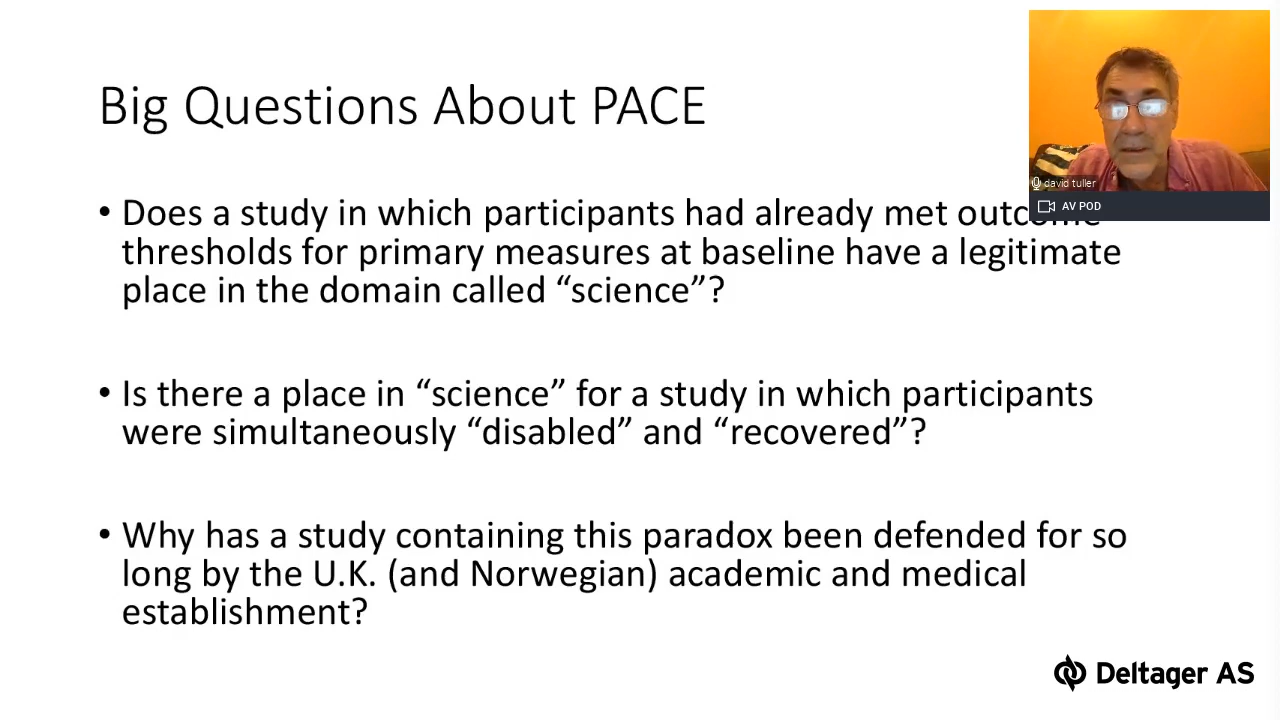 Big Questions About PACE
david tuller
AV POD
• Does a study in which participants had already met outcome
thresholds for primary measures at baseline have a legitimate
place in the domain called “science”?
• Is there a place in “science” for a study in which participants
were simultaneously “disabled” and “recovered”?
• Why has a study containing this paradox been defended for so
long by the U.K. (and Norwegian) academic and medical
establishment?
Deltager AS